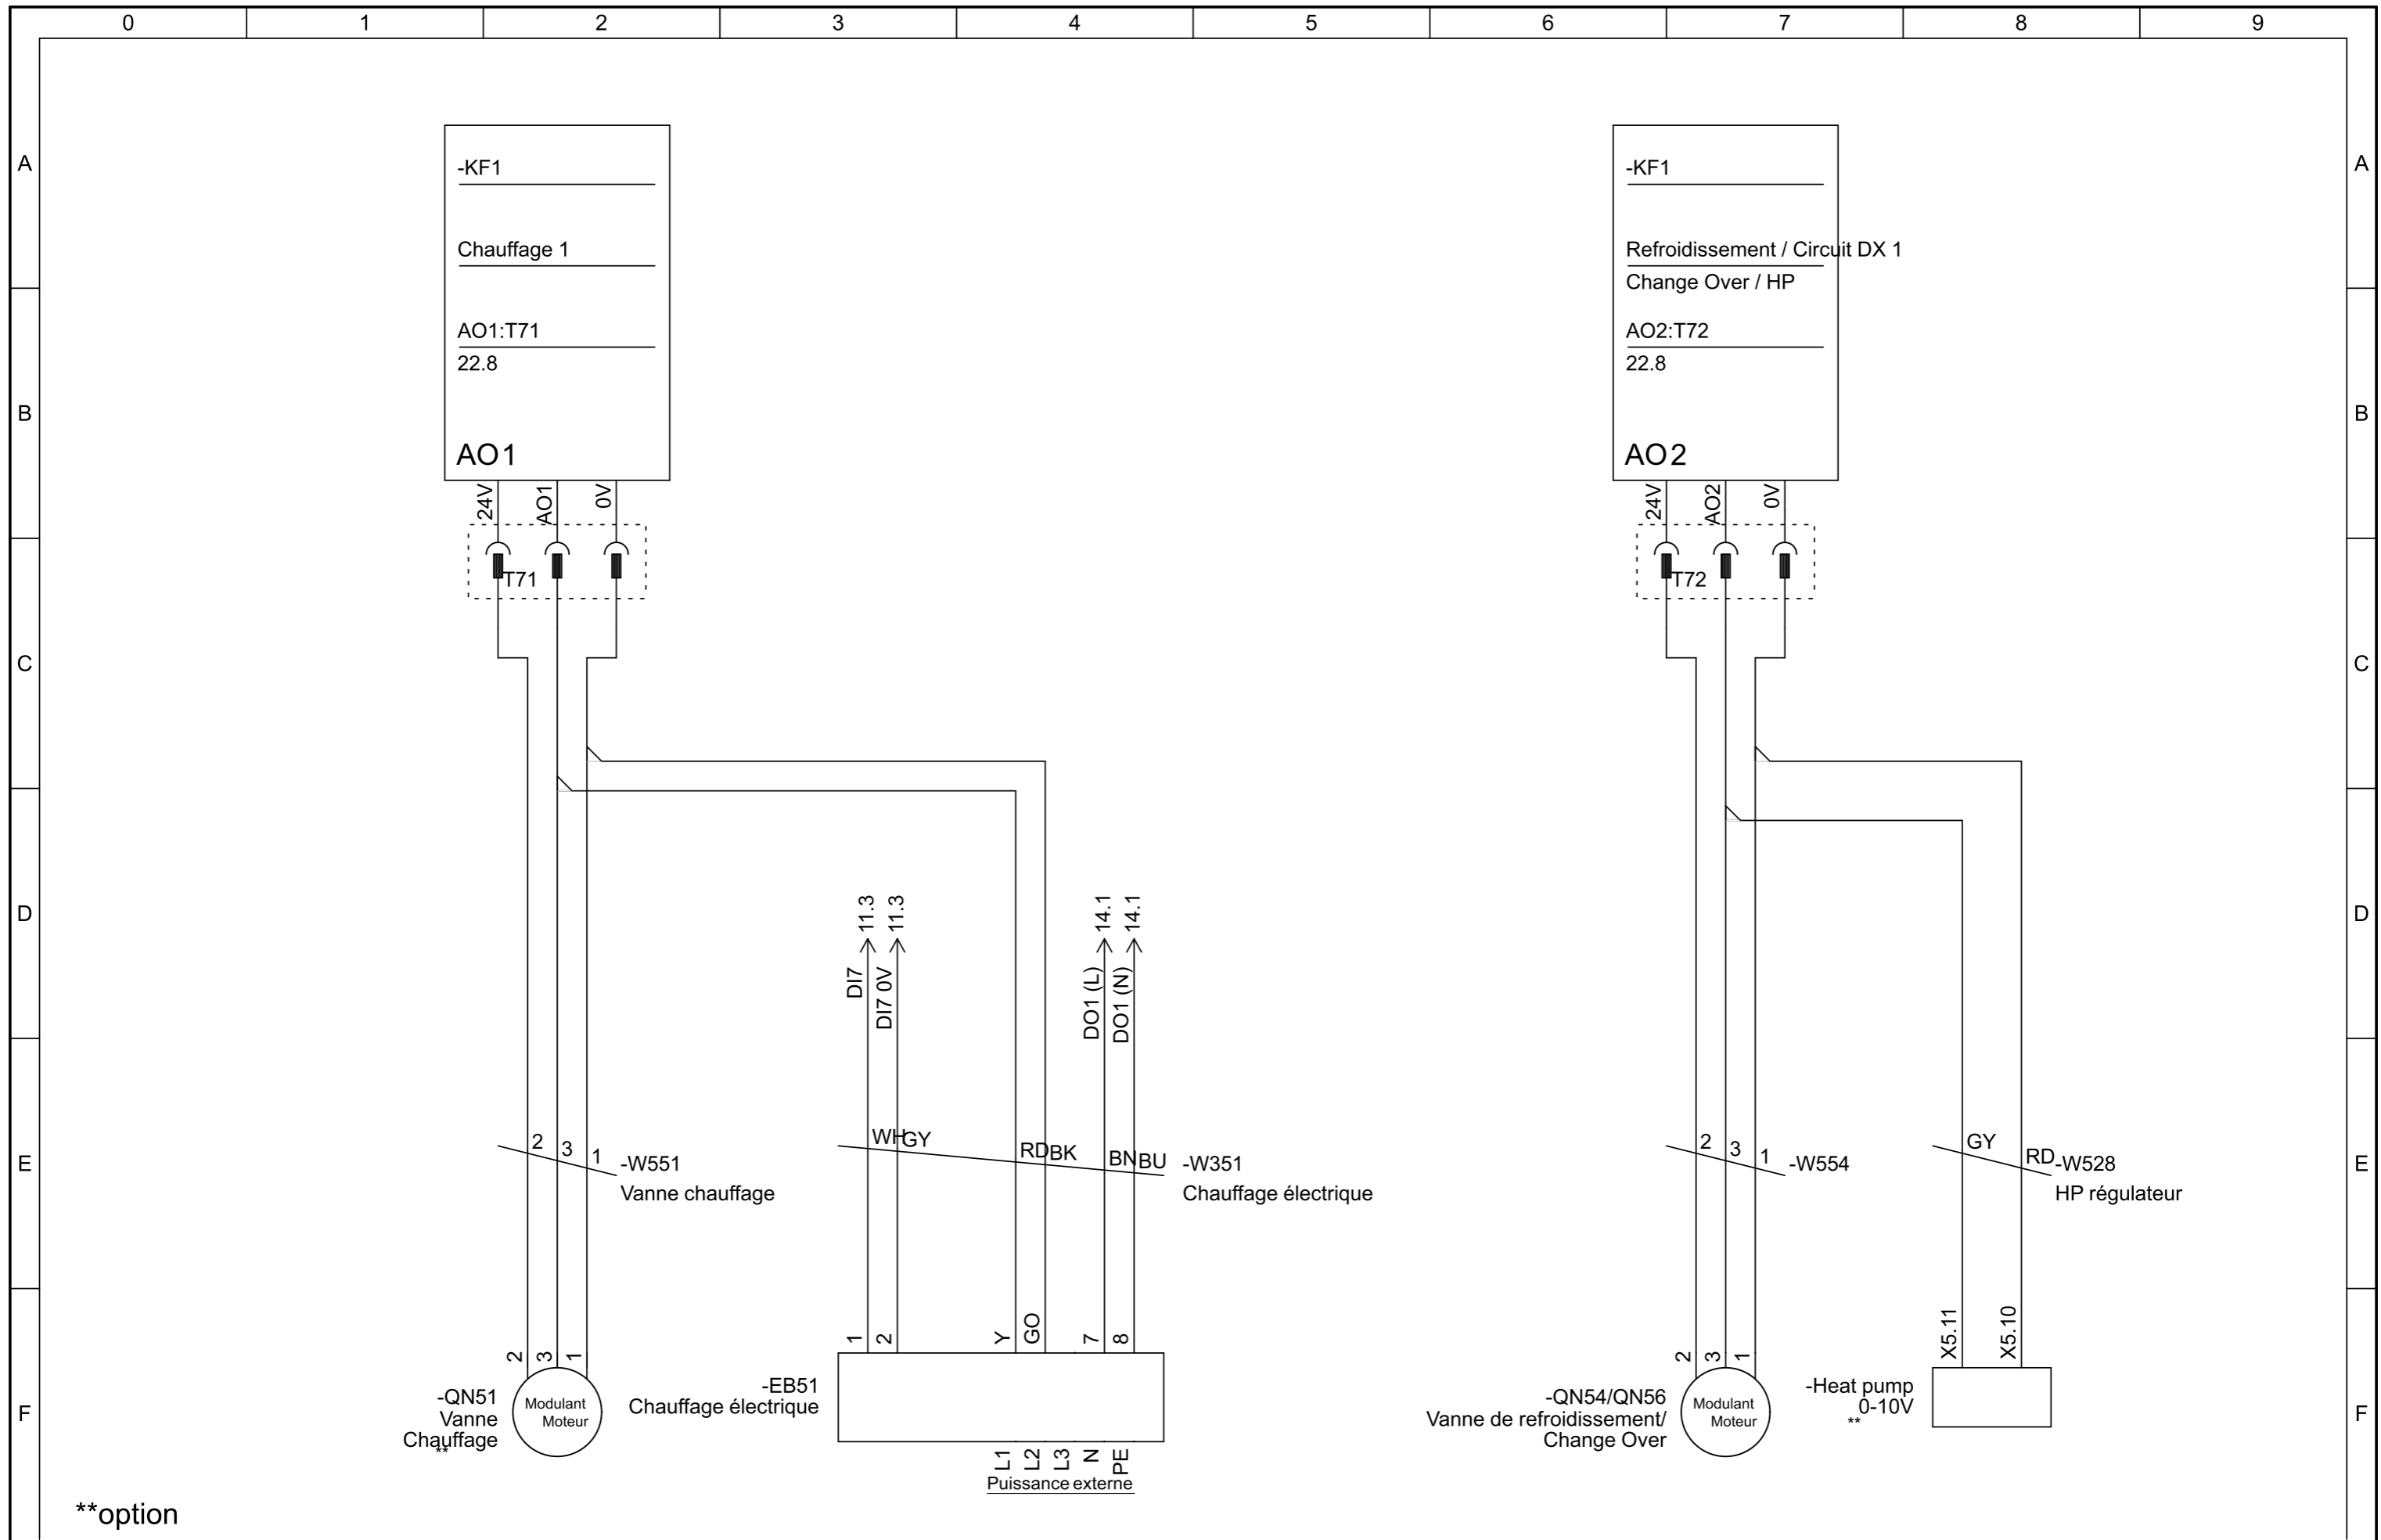 0 1 2 3 4 5 6 7 8 9
A
A
-KF1
Chauffage 1
AO1:T71
22.8
AO1
24V
AO1
0V
T71
-KF1
Refroidissement / Circuit DX 1
Change Over / HP
AO2:T72
22.8
AO2
24V
AO2
0V
T72
B
B
C
C
D
D
11.3
11.3
14.1
14.1
DI7
DI7 0V
DO1 (L)
DO1 (N)
E
E
2 3 1 -W551
Vanne chauffage
WH GY RD BK BN BU -W351
Chauffage électrique
2 3 1 -W554
GY RD -W528
HP régulateur
F
F
2 3 1
-QN51
Vanne
Chauffage
**
Modulant
Moteur
1 2 Y GO 7 8
-EB51
Chauffage électrique
L1 L2 L3 N PE
Puissance externe
2 3 1
-QN54/QN56
Vanne de refroidissement/
Change Over
Modulant
Moteur
X5.11
X5.10
-Heat pump
0-10V
**
**option